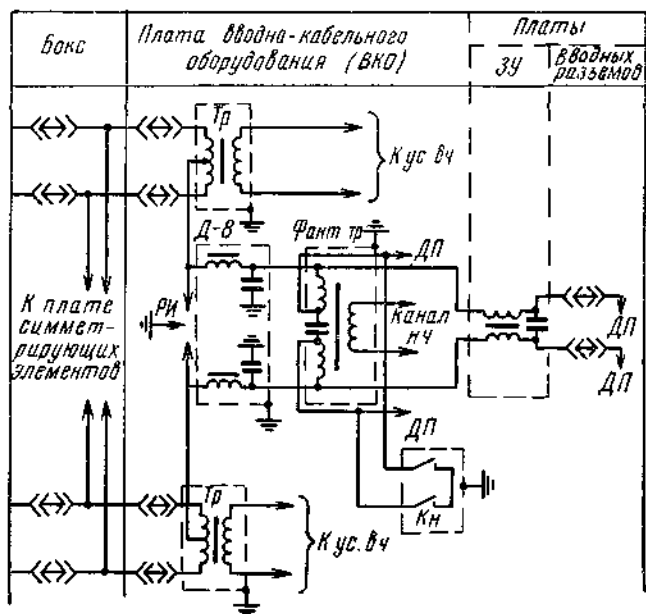 Бокс
Плата вводно-кабельного
оборудования (ВКО)
Платы
ЗУ
Вводных
разъемов
Тр
К ус вч
Д-8
Фант тр
ДП
К плате
симмет-
рирующих
элементов
РИ
Канал
нч
ДП
ДП
ДП
Кн
Тр
К ус. вч